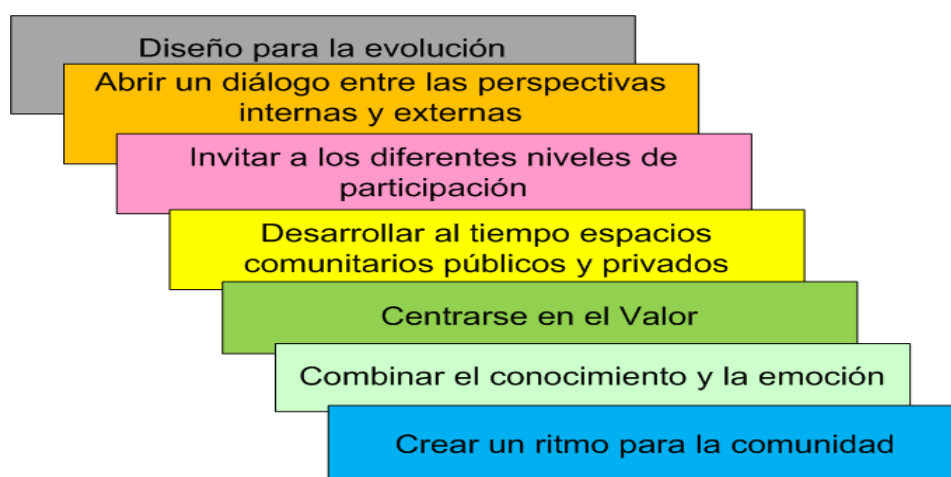 Diseño para la evolución
Abrir un diálogo entre las perspectivas
internas y externas
Invitar a los diferentes niveles de
participación
Desarrollar al tiempo espacios
comunitarios públicos y privados
Centrarse en el Valor
Combinar el conocimiento y la emoción
Crear un ritmo para la comunidad